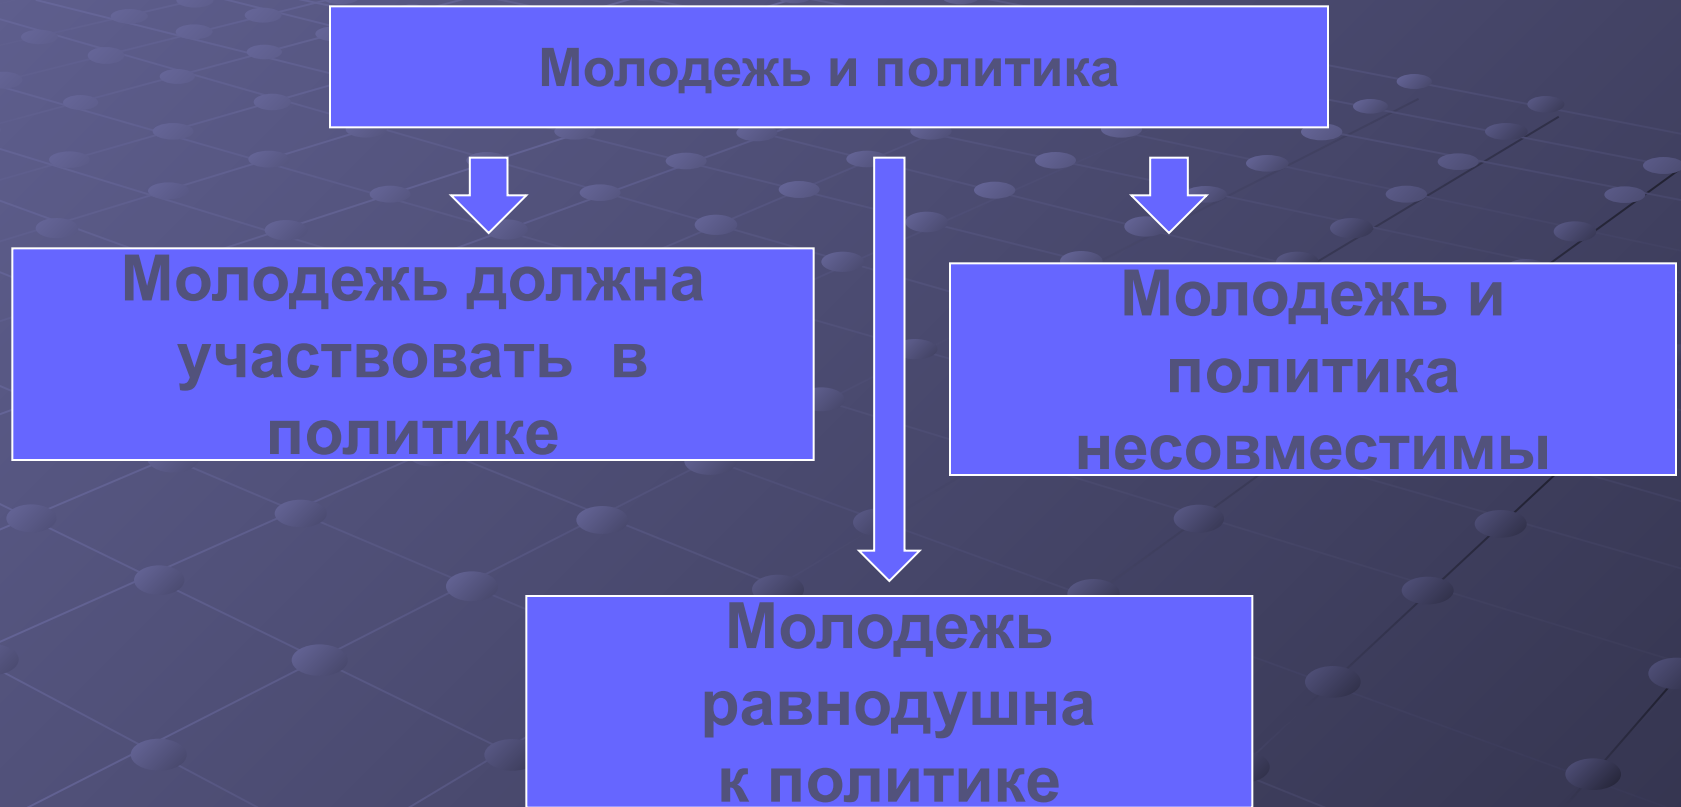 Молодежь и политика
Молодежь должна
участвовать в
политике
Молодежь и
политика
несовместимы
Молодежь
равнодушна
к политике